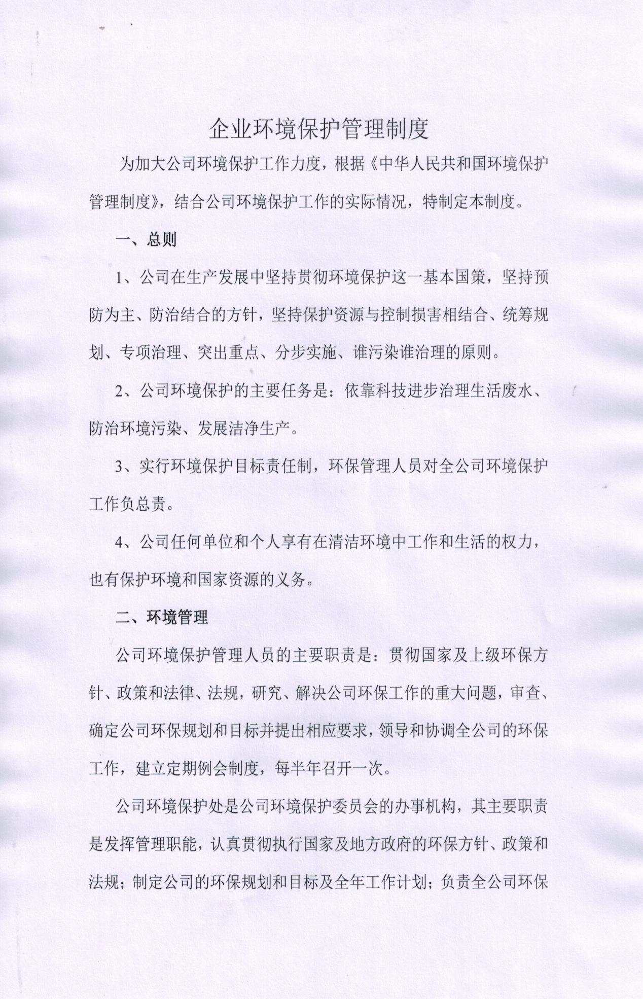 企业环境保护管理制度
为加大公司环境保护工作力度，根据《中华人民共和国环境保护
管理制度》，结合公司环境保护工作的实际情况，特制定本制度。
一、总则
1、公司在生产发展中坚持贯彻环境保护这一基本国策，坚持预
防为主、防治结合的方针，坚持保护资源与控制损害相结合、统筹规
划、专项治理、突出重点、分步实施、谁污染谁治理的原则。
2、公司环境保护的主要任务是：依靠科技进步治理生活废水、
防治环境污染、发展洁净生产。
3、实行环境保护目标责任制，环保管理人员对全公司环境保护
工作负总责。
4、公司任何单位和个人享有在清洁环境中工作和生活的权力，
也有保护环境和国家资源的义务。
二、环境管理
公司环境保护管理人员的主要职责是：贯彻国家及上级环保方
针、政策和法律、法规，研究、解决公司环保工作的重大问题，审查、
确定公司环保规划和目标并提出相应要求，领导和协调全公司的环保
工作，建立定期例会制度，每半年召开一次。
公司环境保护处是公司环境保护委员会的办事机构，其主要职责
是发挥管理职能，认真贯彻执行国家及地方政府的环保方针、政策和
法规；制定公司的环保规划和目标及全年工作计划；负责全公司环保